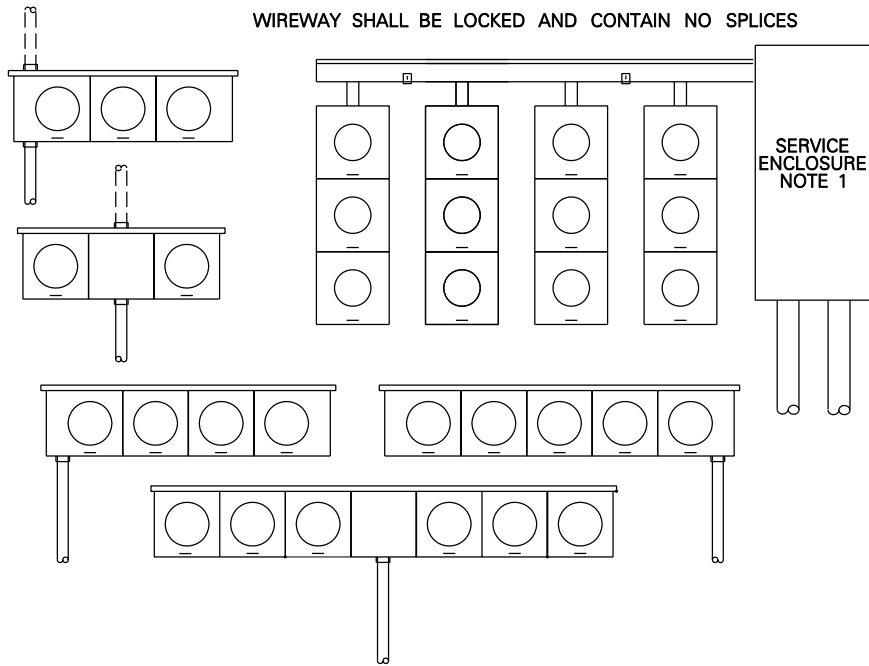 WIREWAY SHALL BE LOCKED AND CONTAIN NO SPLICES
SERVICE
ENCLOSURE
NOTE 1